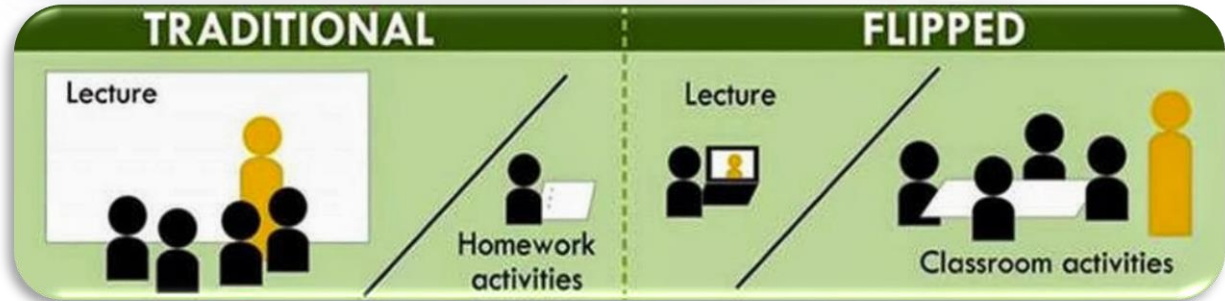 TRADITIONAL
Lecture
Homework
activities
FLIPPED
Lecture
Classroom activities